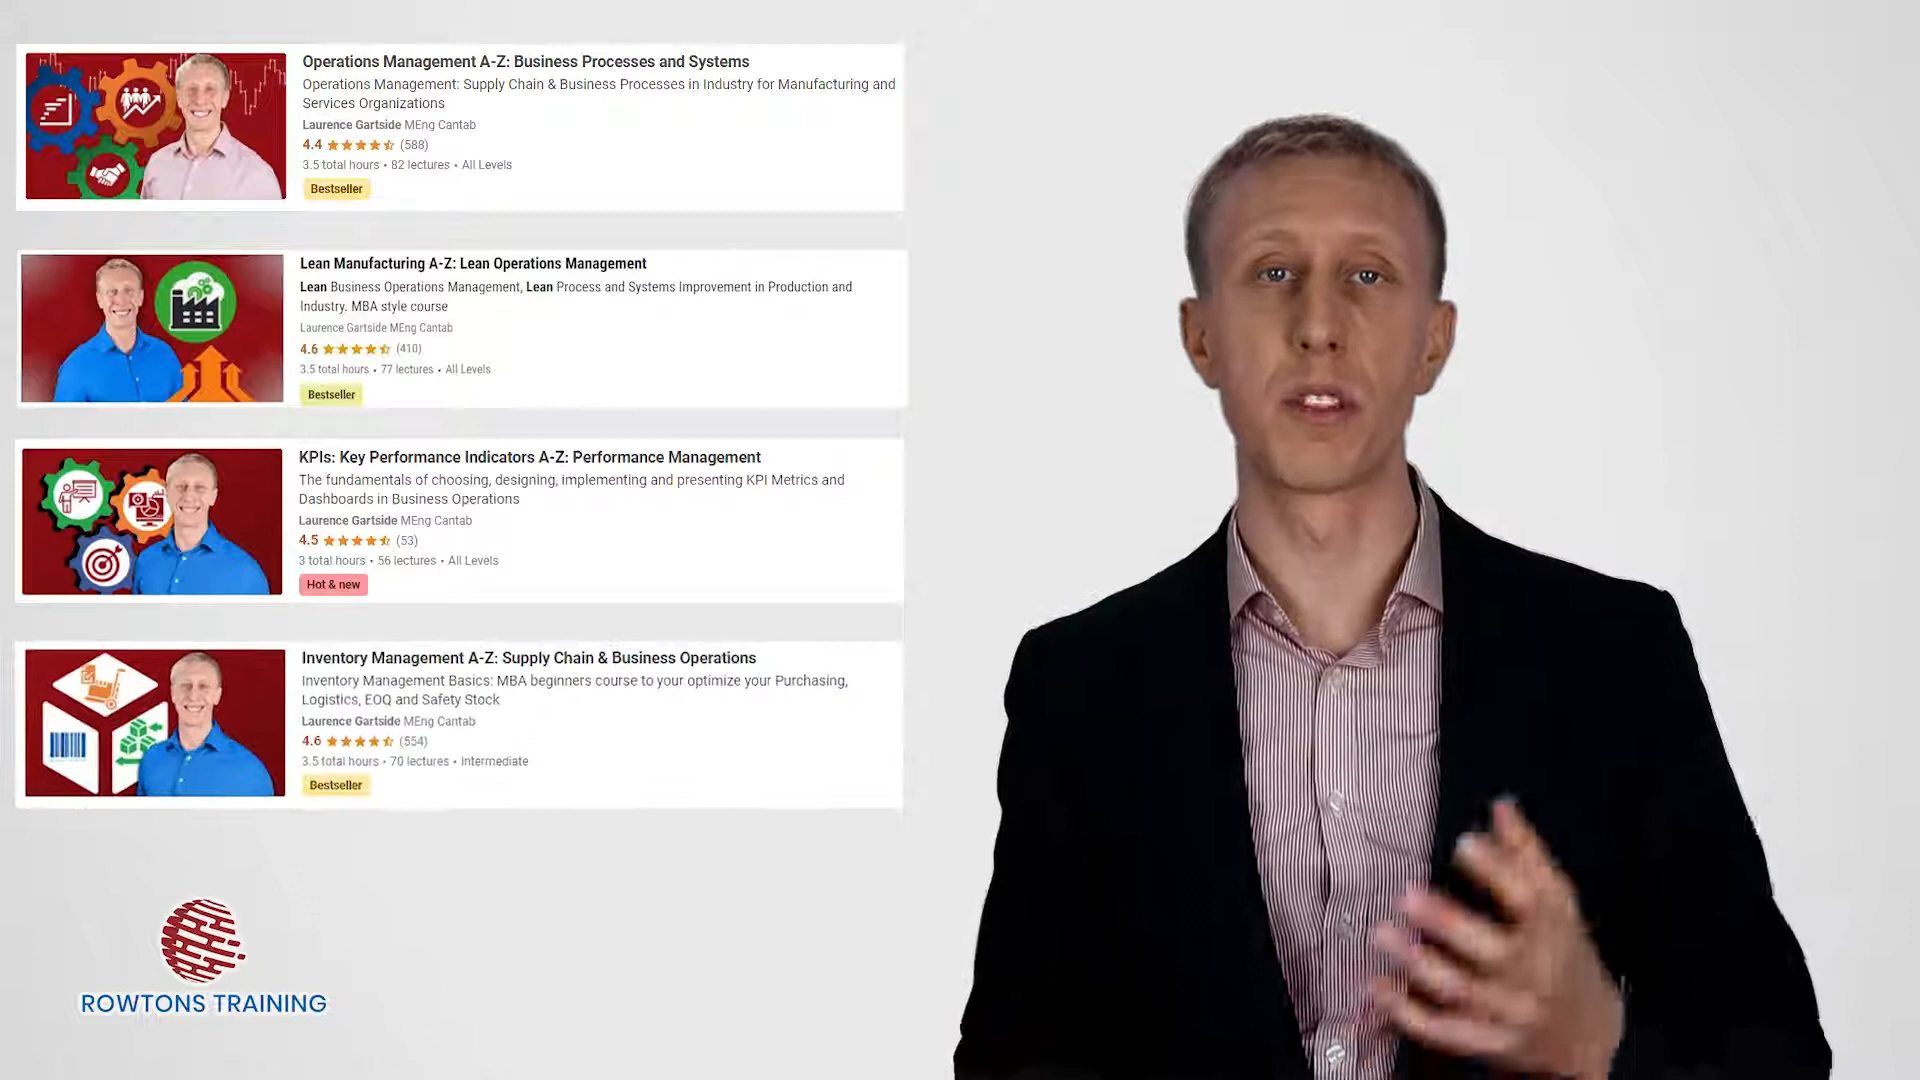 Operations Management A-Z: Business Processes and Systems
Operations Management: Supply Chain & Business Processes in Industry for Manufacturing and
Services Organizations
Laurence Gartside MEng Cantab
4.4 (588)
3.5 total hours • 82 lectures • All Levels
Bestseller
Lean Manufacturing A-Z: Lean Operations Management
Lean Business Operations Management, Lean Process and Systems Improvement in Production and
Industry. MBA style course
Laurence Gartside MEng Cantab
4.6 (410)
3.5 total hours • 77 lectures • All Levels
Bestseller
KPIs: Key Performance Indicators A-Z: Performance Management
The fundamentals of choosing, designing, implementing and presenting KPI Metrics and
Dashboards in Business Operations
Laurence Gartside MEng Cantab
4.5 (53)
3 total hours • 56 lectures • All Levels
Hot & new
Inventory Management A-Z: Supply Chain & Business Operations
Inventory Management Basics: MBA beginners course to your optimize your Purchasing,
Logistics, EOQ and Safety Stock
Laurence Gartside MEng Cantab
4.6 (554)
3.5 total hours • 70 lectures • Intermediate
Bestseller
ROWTONS TRAINING